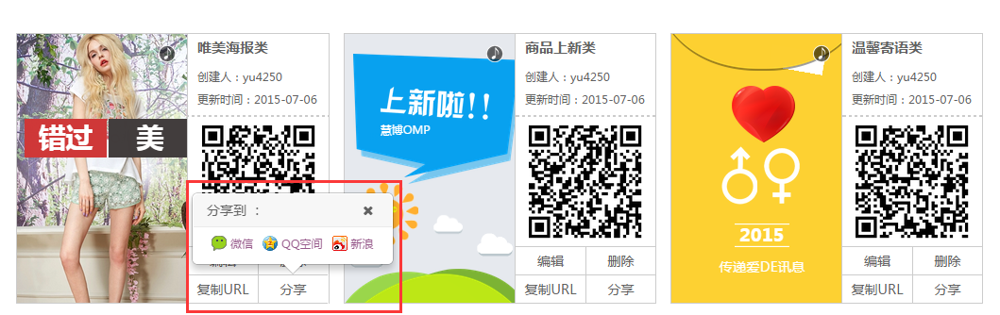 唯美海报类
创建人：yu4250
更新时间：2015-07-06
错过 美
分享到 ：
微信 QQ空间 新浪
复制URL 分享
商品上新类
创建人：yu4250
更新时间：2015-07-06
上新啦!!
慧博OMP
编辑 删除
复制URL 分享
温馨寄语类
创建人：yu4250
更新时间：2015-07-06
2015
传递爱DE讯息
编辑 删除
复制URL 分享